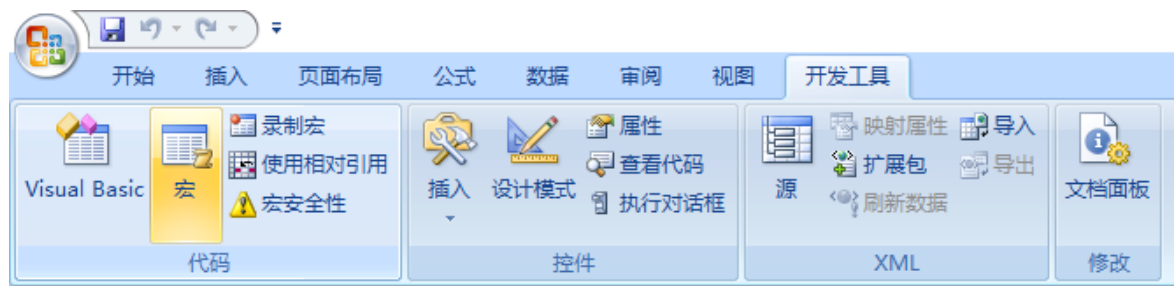 开始 插入 页面布局 公式 数据 审阅 视图 开发工具
Visual Basic
宏
录制宏
使用相对引用
宏安全性
代码
插入
设计模式
属性
查看代码
执行对话框
控件
源
映射属性
扩展包
刷新数据
导入
导出
XML
文档面板
修改